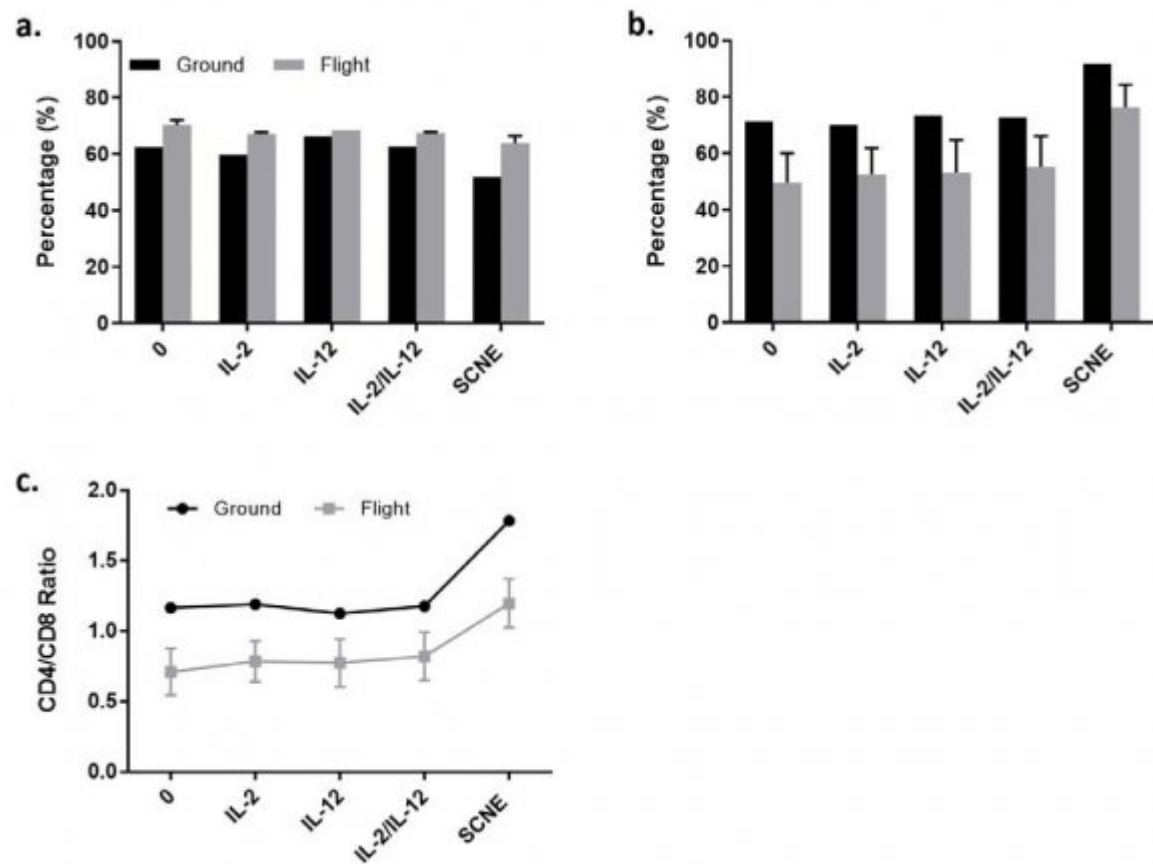 a.
100
80
60
40
20
0
Percentage (%)
Ground Flight
0 IL-2 IL-12 IL-2/IL-12 SCNE
b.
100
80
60
40
20
0
Percentage (%)
0 IL-2 IL-12 IL-2/IL-12 SCNE
c.
2.0
1.5
1.0
0.5
0.0
CD4/CD8 Ratio
Ground Flight
0 IL-2 IL-12 IL-2/IL-12 SCNE